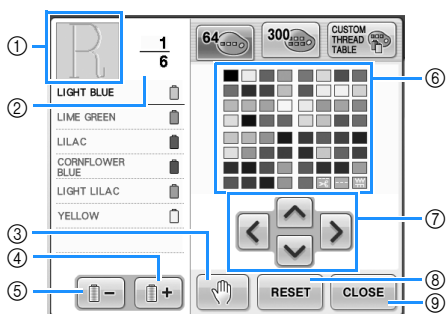 ①
R
1
6
②
LIGHT BLUE
LIME GREEN
LILAC
CORNFLOWER
BLUE
LIGHT LILAC
YELLOW
64
300
CUSTOM
THREAD
TABLE
⑥
⑦
③
④
⑤
−
+
RESET
CLOSE
⑧
⑨